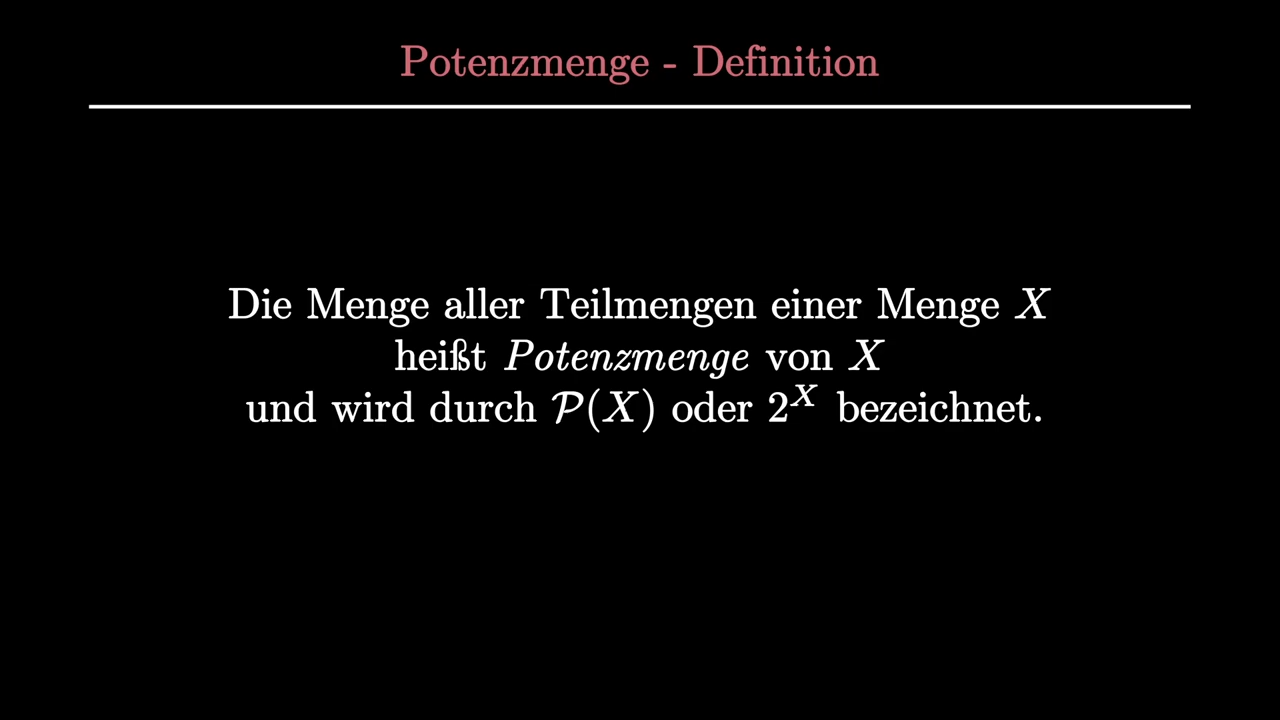 Potenzmenge - Definition
Die Menge aller Teilmengen einer Menge X
heißt Potenzmenge von X
und wird durch 𝒫(X) oder 2^X bezeichnet.